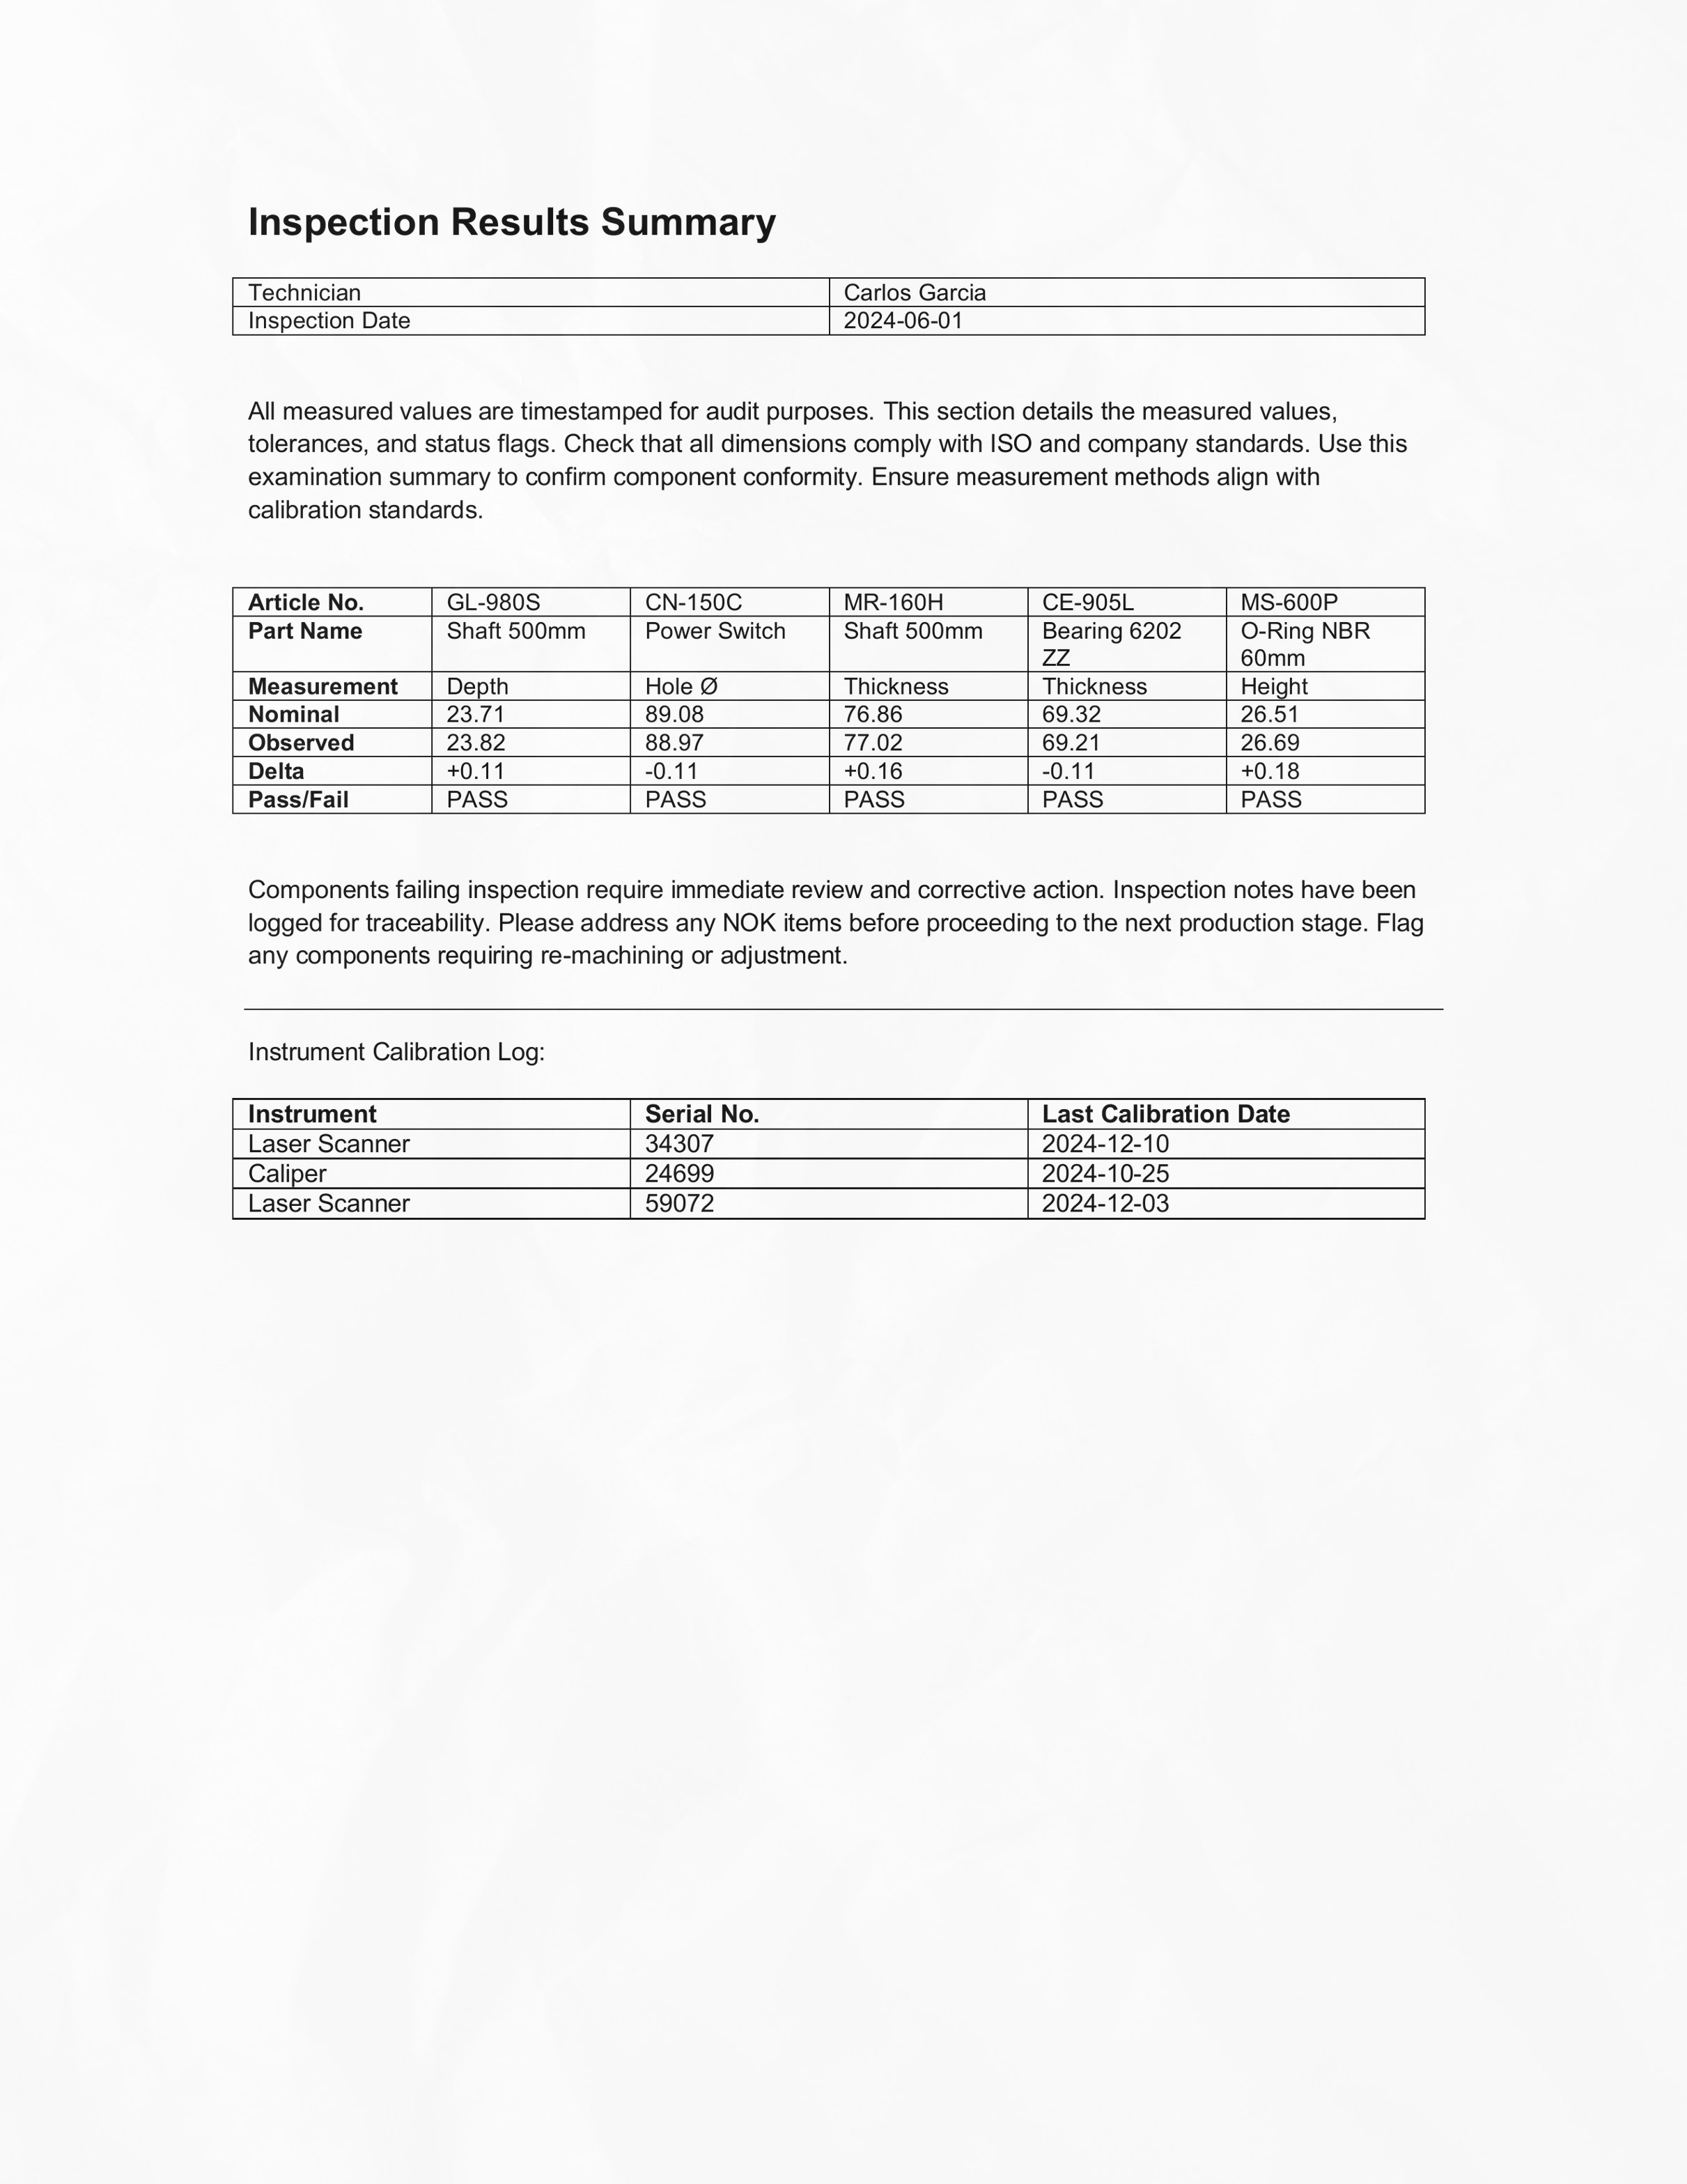 Inspection Results Summary
Technician Carlos Garcia
Inspection Date 2024-06-01
All measured values are timestamped for audit purposes. This section details the measured values,
tolerances, and status flags. Check that all dimensions comply with ISO and company standards. Use this
examination summary to confirm component conformity. Ensure measurement methods align with
calibration standards.
Article No. GL-980S CN-150C MR-160H CE-905L MS-600P
Part Name Shaft 500mm Power Switch Shaft 500mm Bearing 6202 O-Ring NBR
ZZ 60mm
Measurement Depth Hole Ø Thickness Thickness Height
Nominal 23.71 89.08 76.86 69.32 26.51
Observed 23.82 88.97 77.02 69.21 26.69
Delta +0.11 -0.11 +0.16 -0.11 +0.18
Pass/Fail PASS PASS PASS PASS PASS
Components failing inspection require immediate review and corrective action. Inspection notes have been
logged for traceability. Please address any NOK items before proceeding to the next production stage. Flag
any components requiring re-machining or adjustment.
Instrument Calibration Log:
Instrument Serial No. Last Calibration Date
Laser Scanner 34307 2024-12-10
Caliper 24699 2024-10-25
Laser Scanner 59072 2024-12-03